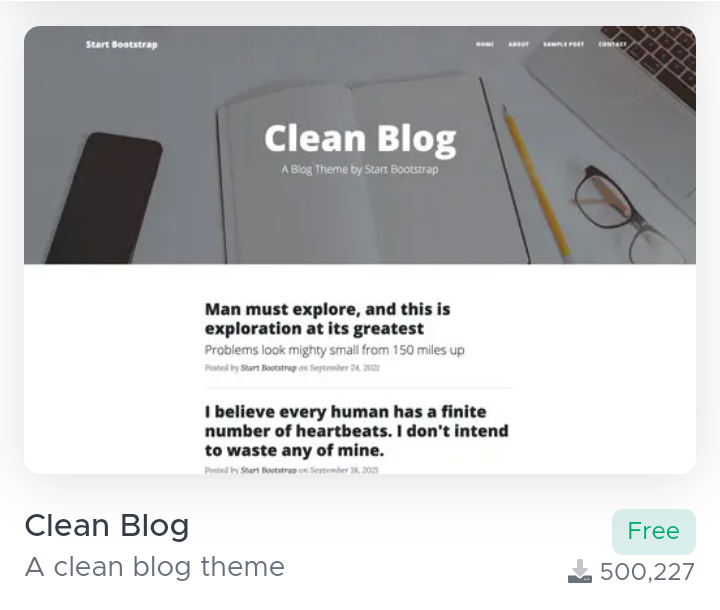 Start Bootstrap
HOME ABOUT SAMPLE POST CONTACT
Clean Blog
A Blog Theme by Start Bootstrap
Man must explore, and this is
exploration at its greatest
Problems look mighty small from 150 miles up
Posted by Start Bootstrap on September 24, 2021
I believe every human has a finite
number of heartbeats. I don't intend
to waste any of mine.
Posted by Start Bootstrap on September 18, 2021
Clean Blog
Free
A clean blog theme
500,227